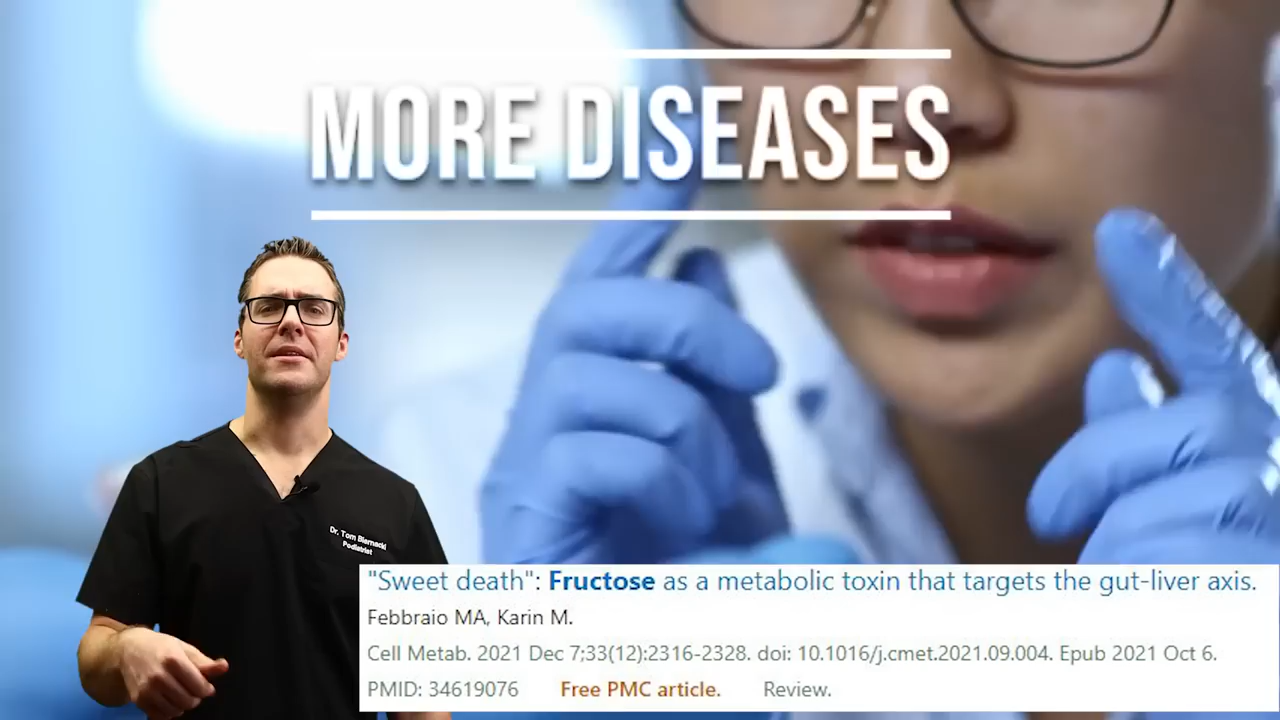 MORE DISEASES
Dr. Tom Biernacki
Podiatrist
"Sweet death": Fructose as a metabolic toxin that targets the gut-liver axis.
Febbraio MA, Karin M.
Cell Metab. 2021 Dec 7;33(12):2316-2328. doi: 10.1016/j.cmet.2021.09.004. Epub 2021 Oct 6.
PMID: 34619076 Free PMC article. Review.